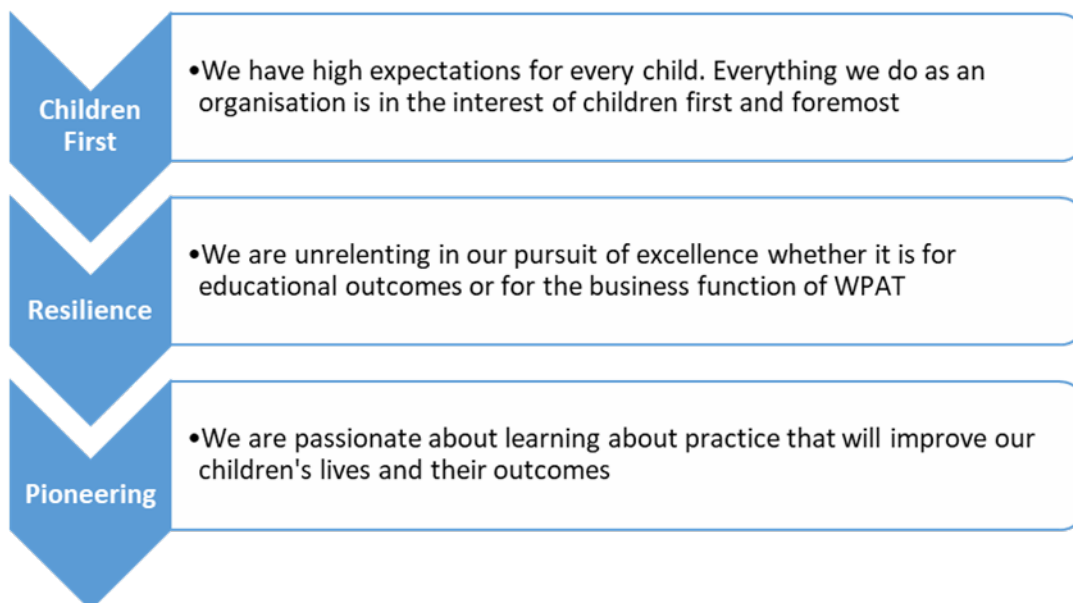 Children
First
•We have high expectations for every child. Everything we do as an
organisation is in the interest of children first and foremost
Resilience
•We are unrelenting in our pursuit of excellence whether it is for
educational outcomes or for the business function of WPAT
Pioneering
•We are passionate about learning about practice that will improve our
children's lives and their outcomes